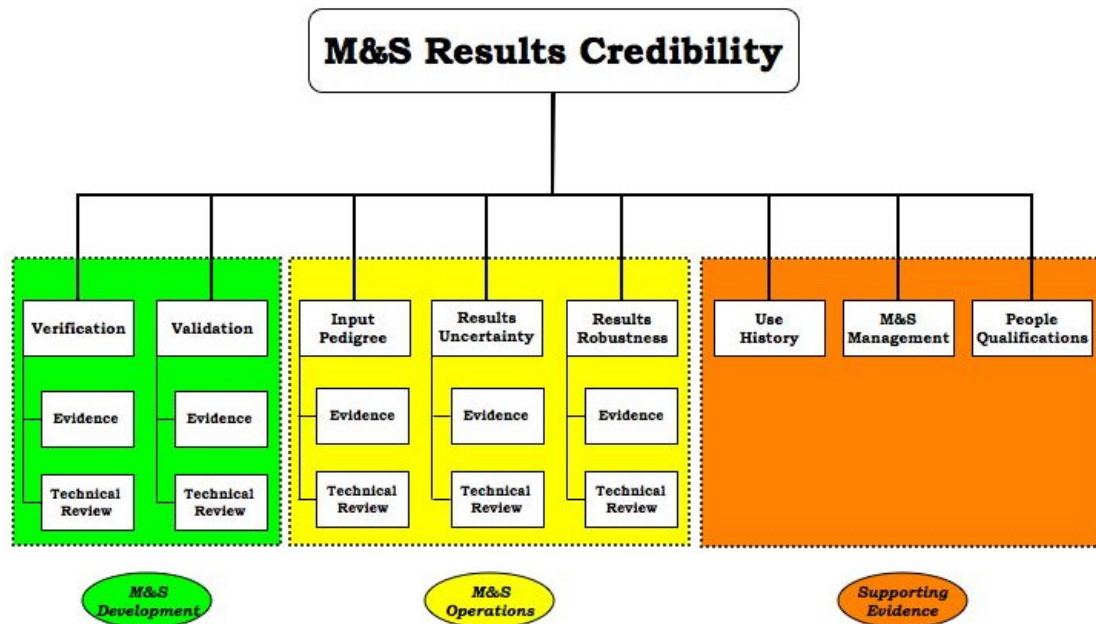 M&S Results Credibility
Verification
Validation
Input
Pedigree
Results
Uncertainty
Results
Robustness
Use
History
M&S
Management
People
Qualifications
Evidence
Evidence
Evidence
Evidence
Evidence
Technical
Review
Technical
Review
Technical
Review
Technical
Review
Technical
Review
M&S
Development
M&S
Operations
Supporting
Evidence